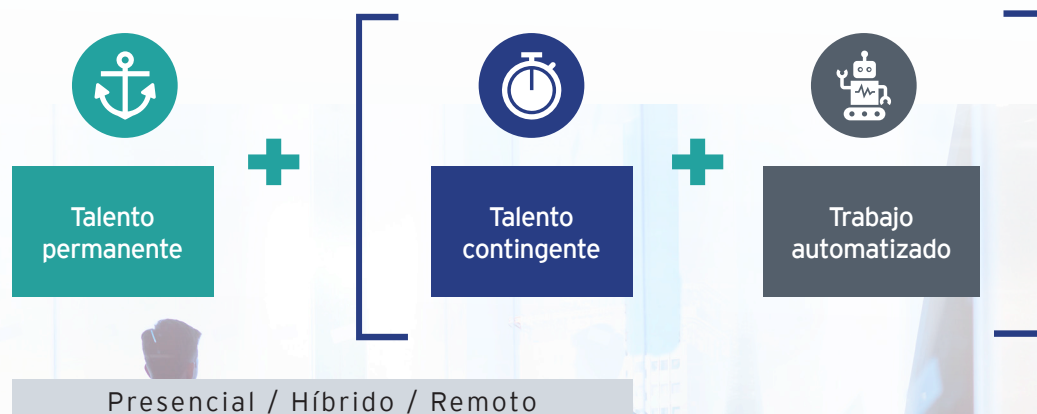 Talento
permanente
Talento
contingente
Trabajo
automatizado
Presencial / Híbrido / Remoto